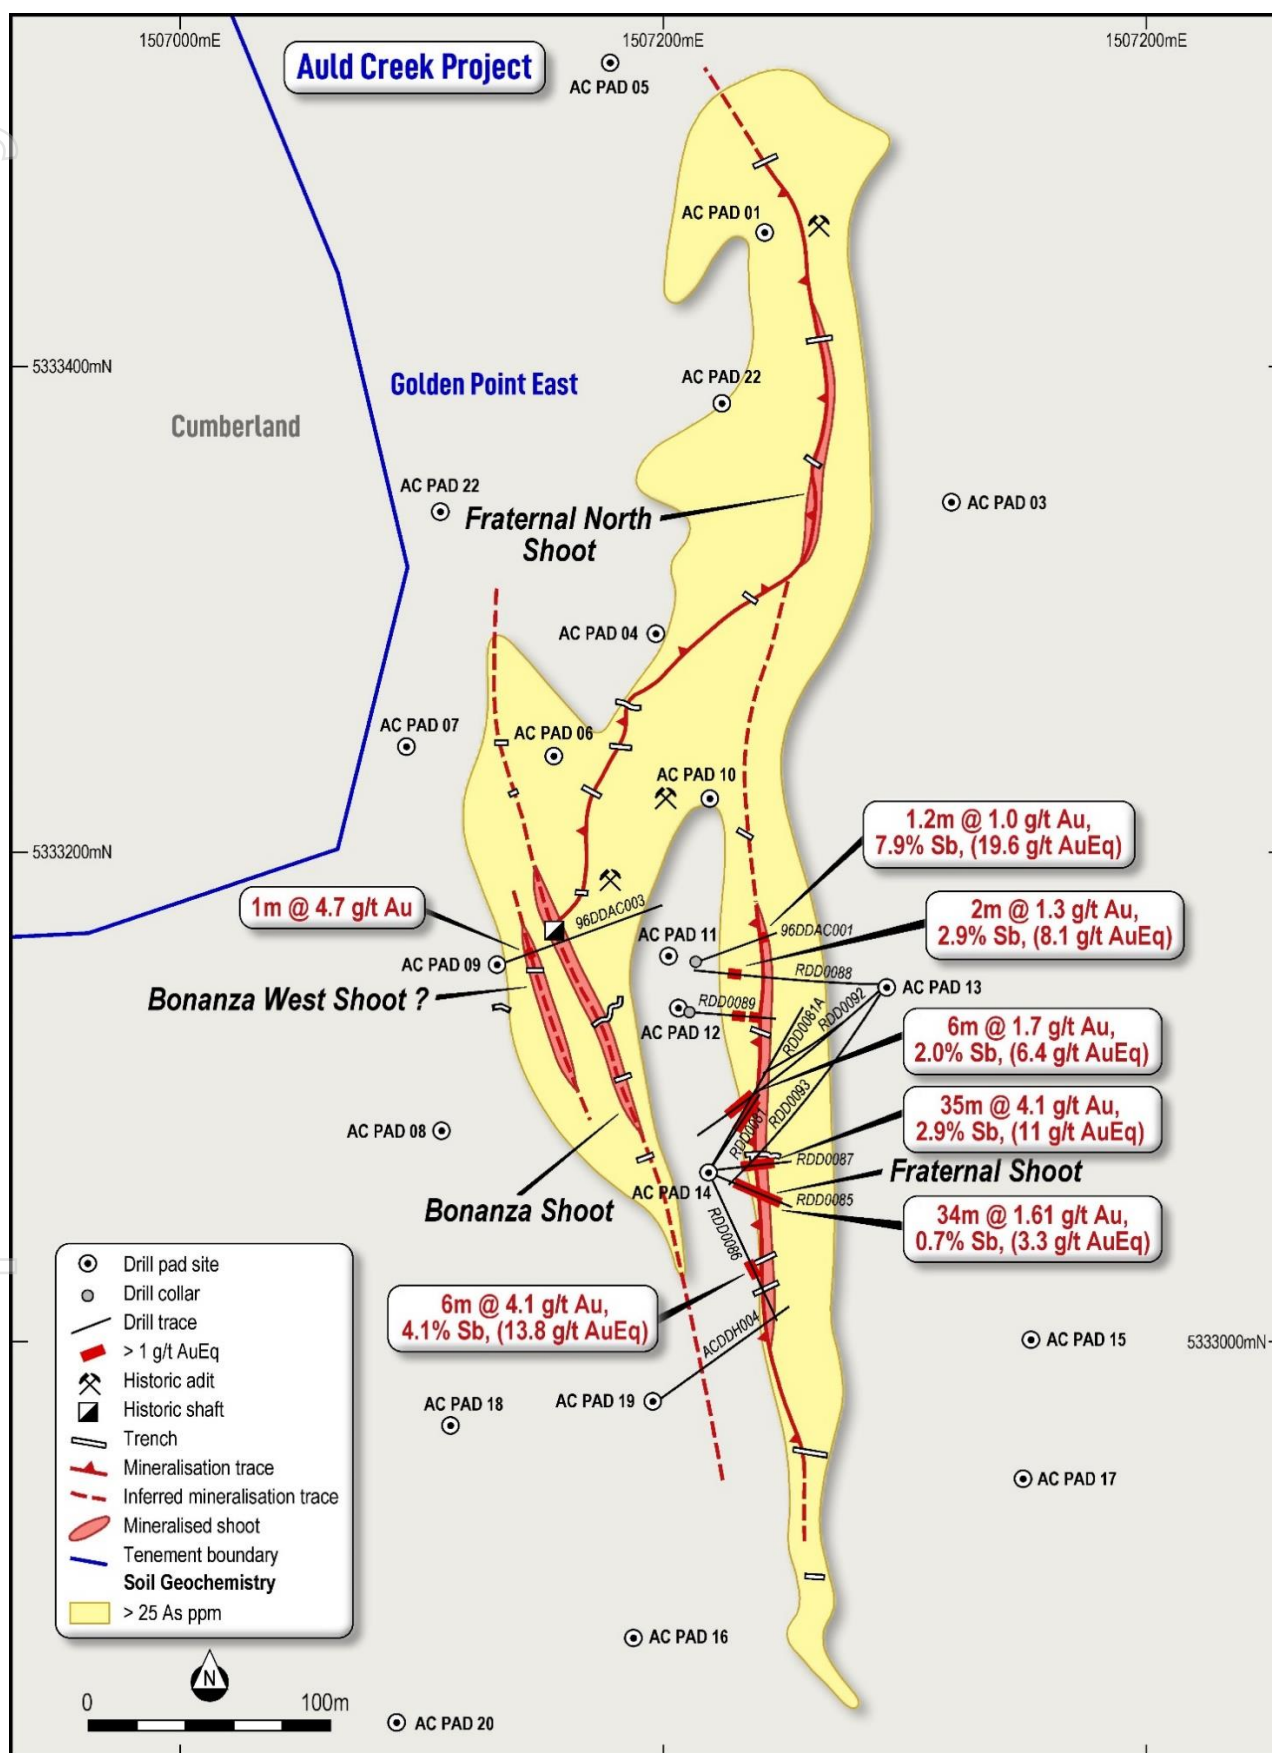 1507000mE
1507200mE
1507200mE
Auld Creek Project
AC PAD 05
AC PAD 01
5333400mN
Golden Point East
Cumberland
AC PAD 22
AC PAD 22
AC PAD 03
Fraternal North
Shoot
AC PAD 04
AC PAD 07
AC PAD 06
AC PAD 10
5333200mN
1.2m @ 1.0 g/t Au,
7.9% Sb, (19.6 g/t AuEq)
1m @ 4.7 g/t Au
96DDAC003
2m @ 1.3 g/t Au,
2.9% Sb, (8.1 g/t AuEq)
AC PAD 11
96DDAC001
AC PAD 09
RDD0088
Bonanza West Shoot ?
AC PAD 13
RDD0089
RDD0081A
RDD0092
AC PAD 12
6m @ 1.7 g/t Au,
2.0% Sb, (6.4 g/t AuEq)
RDD0081
RDD0093
35m @ 4.1 g/t Au,
2.9% Sb, (11 g/t AuEq)
AC PAD 08
RDD0087
Fraternal Shoot
AC PAD 14
RDD0085
Bonanza Shoot
34m @ 1.61 g/t Au,
0.7% Sb, (3.3 g/t AuEq)
RDD0086
6m @ 4.1 g/t Au,
4.1% Sb, (13.8 g/t AuEq)
ACDDH004
AC PAD 15
5333000mN
AC PAD 19
AC PAD 18
AC PAD 17
Drill pad site
Drill collar
Drill trace
> 1 g/t AuEq
Historic adit
Historic shaft
Trench
Mineralisation trace
Inferred mineralisation trace
Mineralised shoot
Tenement boundary
Soil Geochemistry
> 25 As ppm
AC PAD 16
N
0
100m
AC PAD 20